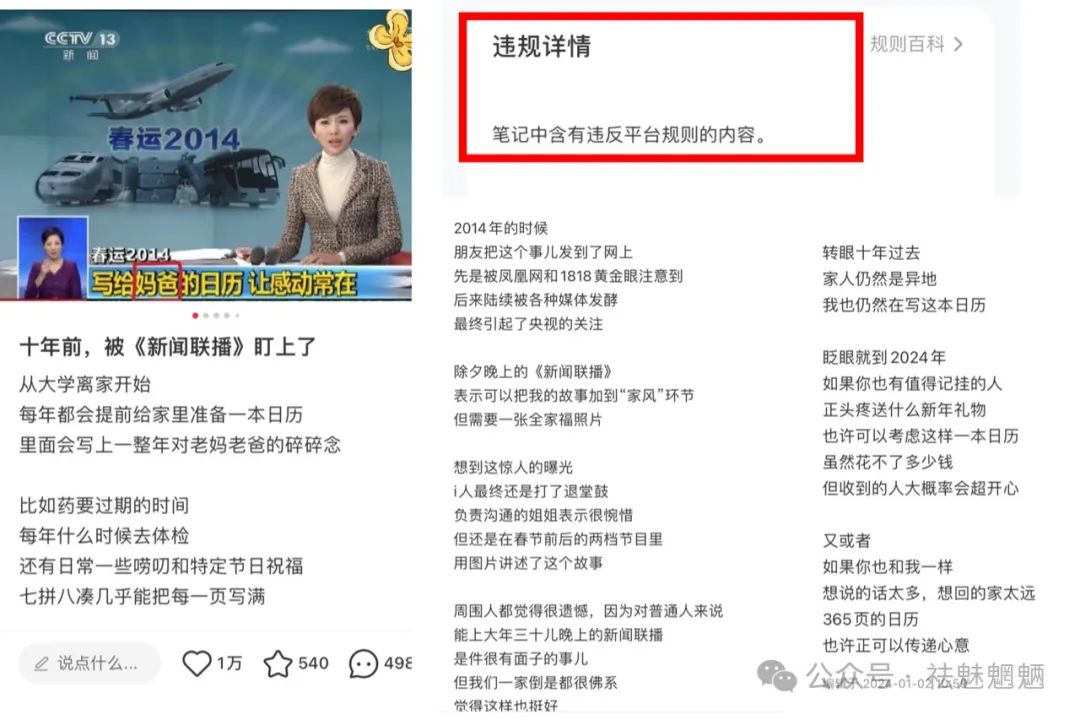 CCTV 13
新 闻
春运2014
春运2014
写给妈爸的日历 让感动常在
十年前，被《新闻联播》盯上了
从大学离家开始
每年都会提前给家里准备一本日历
里面会写上一整年对老妈老爸的碎碎念
比如药要过期的时间
每年什么时候去体检
还有日常一些唠叨和特定节日祝福
七拼八凑几乎能把每一页写满
说点什么...
1万
540
498
违规详情
规则百科
笔记中含有违反平台规则的内容。
2014年的时候
朋友把这个事儿发到了网上
先是被凤凰网和1818黄金眼注意到
后来陆续被各种媒体发酵
最终引起了央视的关注
除夕晚上的《新闻联播》
表示可以把我的故事加到“家风”环节
但需要一张全家福照片
想到这惊人的曝光
i人最终还是打了退堂鼓
负责沟通的姐姐表示很惋惜
但还是在春节前后的两档节目里
用图片讲述了这个故事
周围人都觉得很遗憾，因为对普通人来说
能上大年三十儿晚上的新闻联播
是件很有面子的事儿
但我们一家倒是都很佛系
觉得这样也挺好
转眼十年过去
家人仍然是异地
我也仍然在写这本日历
眨眼就到2024年
如果你也有值得记挂的人
正头疼送什么新年礼物
也许可以考虑这样一本日历
虽然花不了多少钱
但收到的人大概率会超开心
又或者
如果你也和我一样
想说的话太多，想回的家太远
365页的日历
也许正可以传递心意
编辑于 2024-01-02
公众号 · 祛魅魍魉